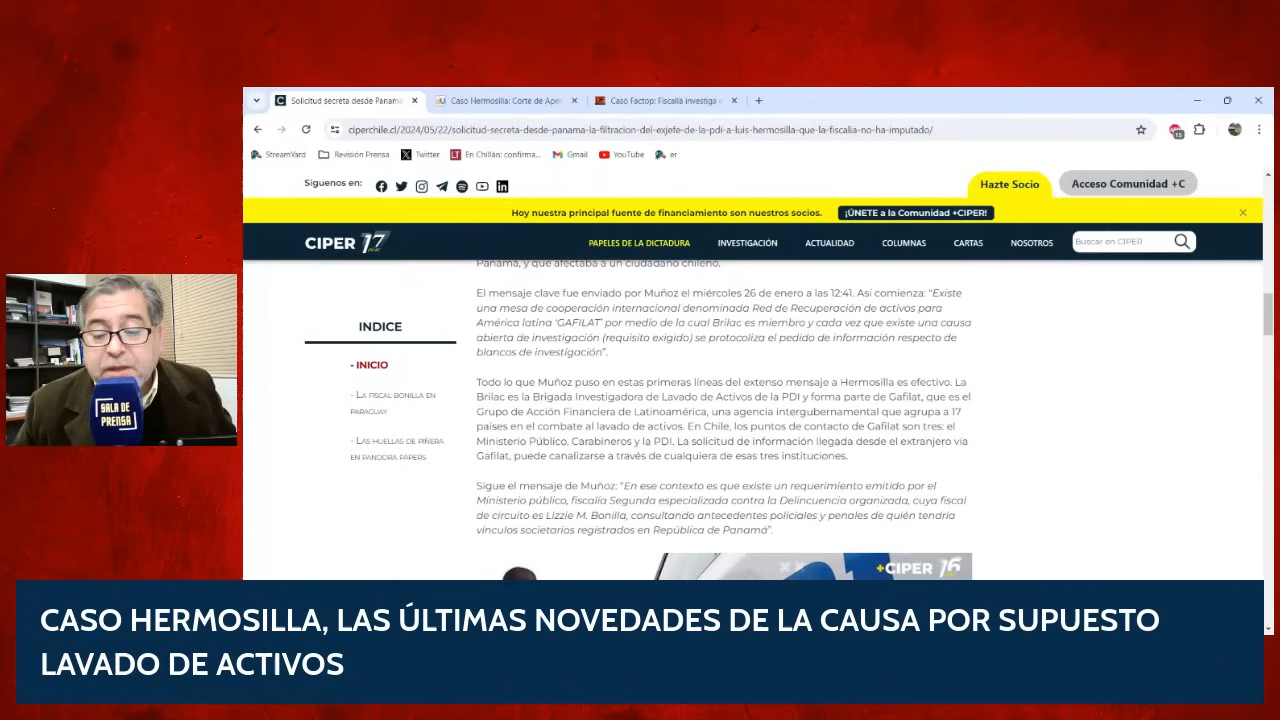 Solicitud secreta desde Panamá
Caso Hermosilla: Corte de Apel
Caso Factop: Fiscalía investiga
ciperchile.cl/2024/05/22/solicitud-secreta-desde-panama-la-filtracion-del-exjefe-de-la-pdi-a-luis-hermosilla-que-la-fiscalia-no-ha-imputado/
StreamYard
Revisión Prensa
Twitter
En Chillán: confirma...
Gmail
YouTube
er
Síguenos en:
Hazte Socio
Acceso Comunidad +C
Hoy nuestra principal fuente de financiamiento son nuestros socios.
¡ÚNETE a la Comunidad +CIPER!
CIPER 17
PAPELES DE LA DICTADURA
INVESTIGACIÓN
ACTUALIDAD
COLUMNAS
CARTAS
NOSOTROS
Buscar en CIPER
Panamá, y que afectaba a un ciudadano chileno.
INDICE
- INICIO
- LA FISCAL BONILLA EN
PARAGUAY
- LAS HUELLAS DE PIÑERA
EN PANDORA PAPERS
El mensaje clave fue enviado por Muñoz el miércoles 26 de enero a las 12:41. Así comienza: “Existe
una mesa de cooperación internacional denominada Red de Recuperación de activos para
América latina ‘GAFILAT’ por medio de la cual Brilac es miembro y cada vez que existe una causa
abierta de investigación (requisito exigido) se protocoliza el pedido de información respecto de
blancos de investigación”.
Todo lo que Muñoz puso en estas primeras líneas del extenso mensaje a Hermosilla es efectivo. La
Brilac es la Brigada Investigadora de Lavado de Activos de la PDI y forma parte de Gafilat, que es el
Grupo de Acción Financiera de Latinoamérica, una agencia intergubernamental que agrupa a 17
países en el combate al lavado de activos. En Chile, los puntos de contacto de Gafilat son tres: el
Ministerio Público, Carabineros y la PDI. La solicitud de información llegada desde el extranjero vía
Gafilat, puede canalizarse a través de cualquiera de esas tres instituciones.
Sigue el mensaje de Muñoz: “En ese contexto es que existe un requerimiento emitido por el
Ministerio público, fiscalía Segunda especializada contra la Delincuencia organizada, cuya fiscal
de circuito es Lizzie M. Bonilla, consultando antecedentes policiales y penales de quién tendría
vínculos societarios registrados en República de Panamá”.
+CIPER 16
SALA DE
PRENSA
CASO HERMOSILLA, LAS ÚLTIMAS NOVEDADES DE LA CAUSA POR SUPUESTO
LAVADO DE ACTIVOS